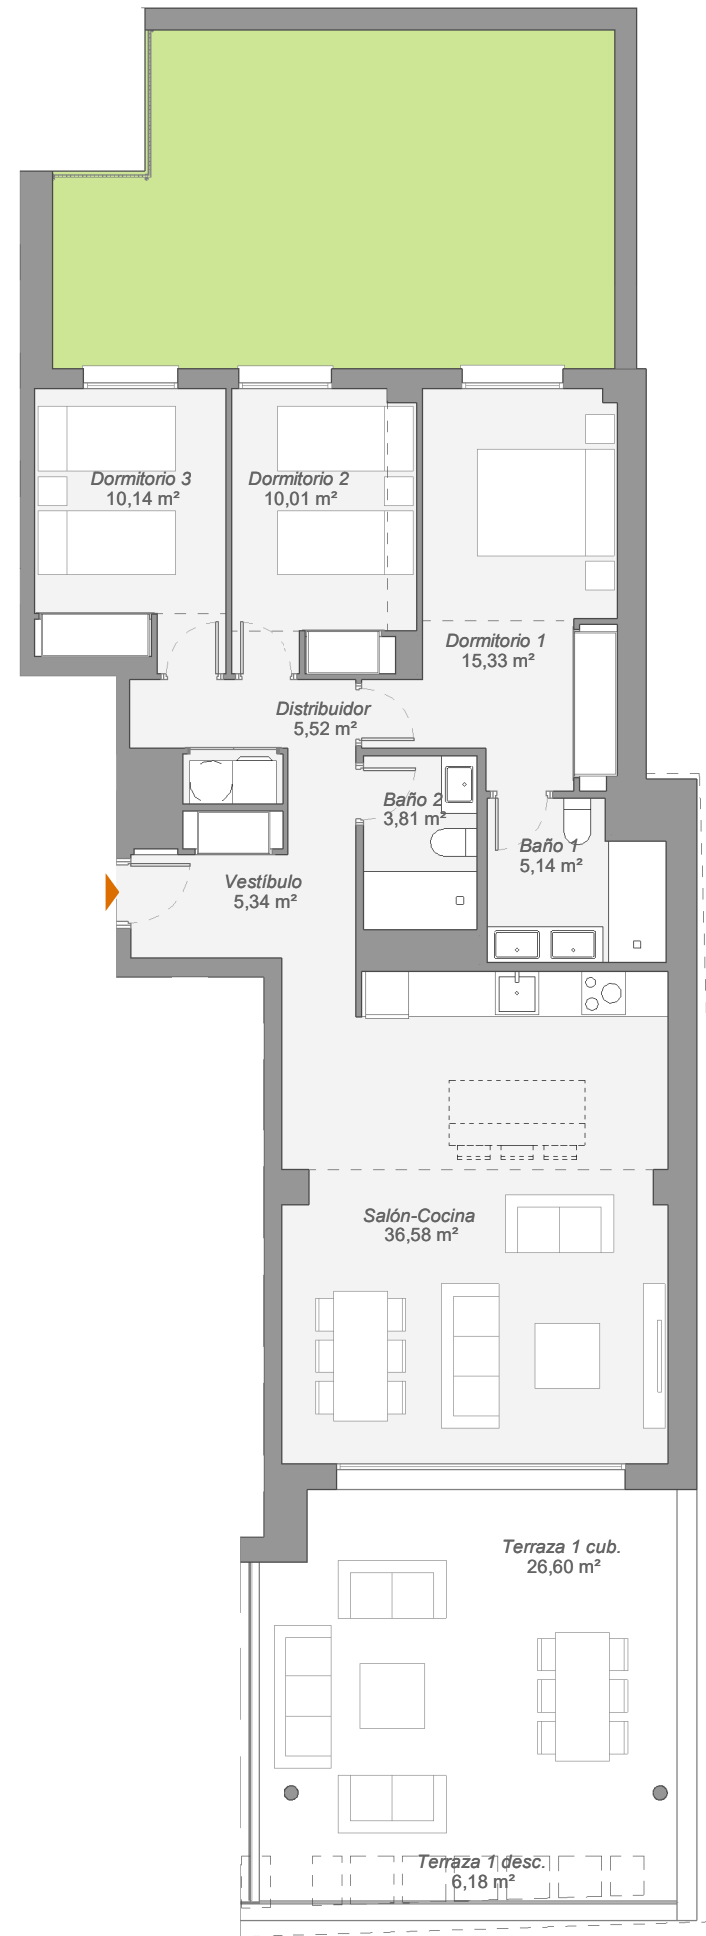 Dormitorio 3
10,14 m²
Dormitorio 2
10,01 m²
Dormitorio 1
15,33 m²
Distribuidor
5,52 m²
Baño 2
3,81 m²
Baño 1
5,14 m²
Vestíbulo
5,34 m²
Salón-Cocina
36,58 m²
Terraza 1 cub.
26,60 m²
Terraza 1 desc.
6,18 m²